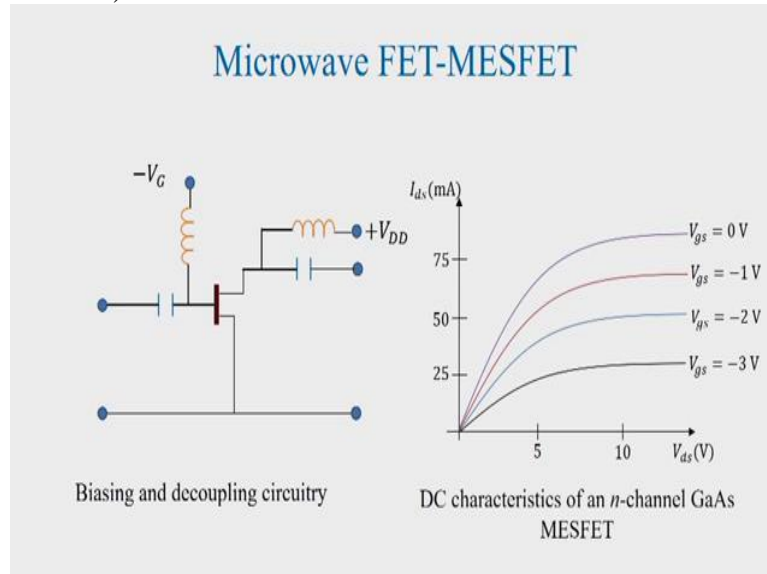 Microwave FET-MESFET
−V_G
+V_DD
I_ds(mA)
75
50
25
5
10
V_ds(V)
V_gs = 0 V
V_gs = −1 V
V_gs = −2 V
V_gs = −3 V
Biasing and decoupling circuitry
DC characteristics of an n-channel GaAs
MESFET